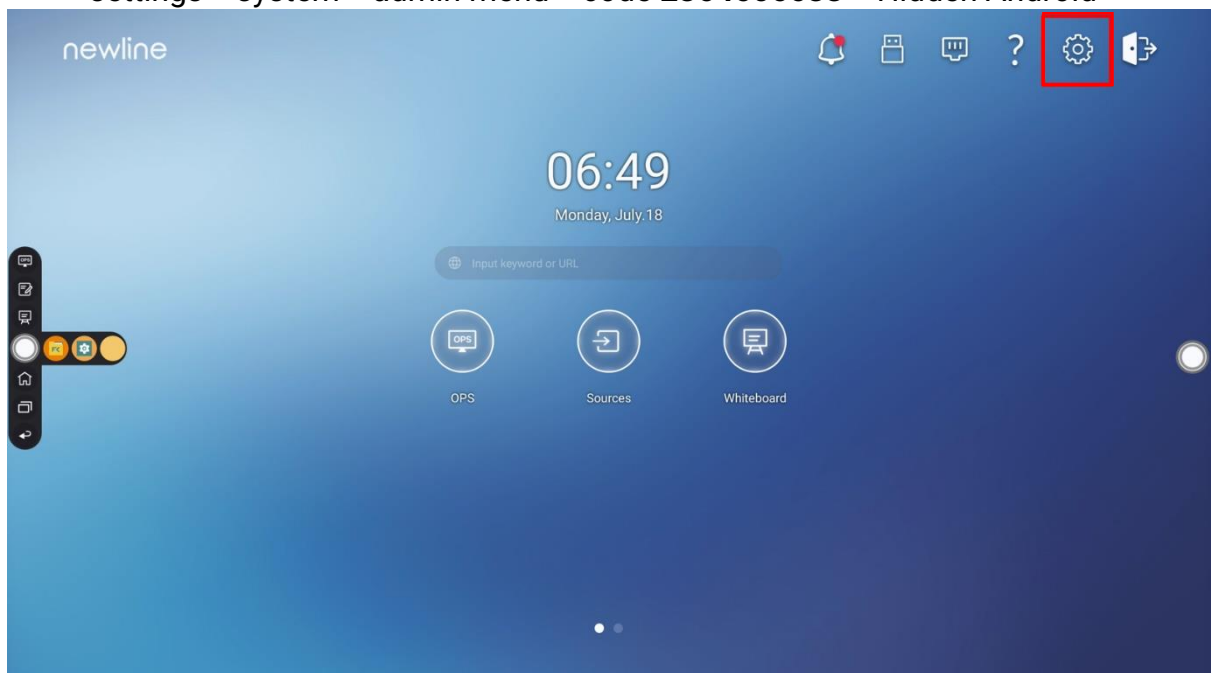 settings – system – admin menu – code – Hidden Android
newline
06:49
Monday, July.18
Input keyword or URL
OPS
OPS
OPS Sources Whiteboard